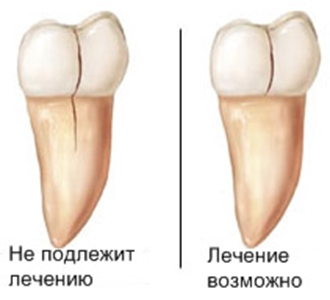 Не подлежит
лечению
Лечение
возможно